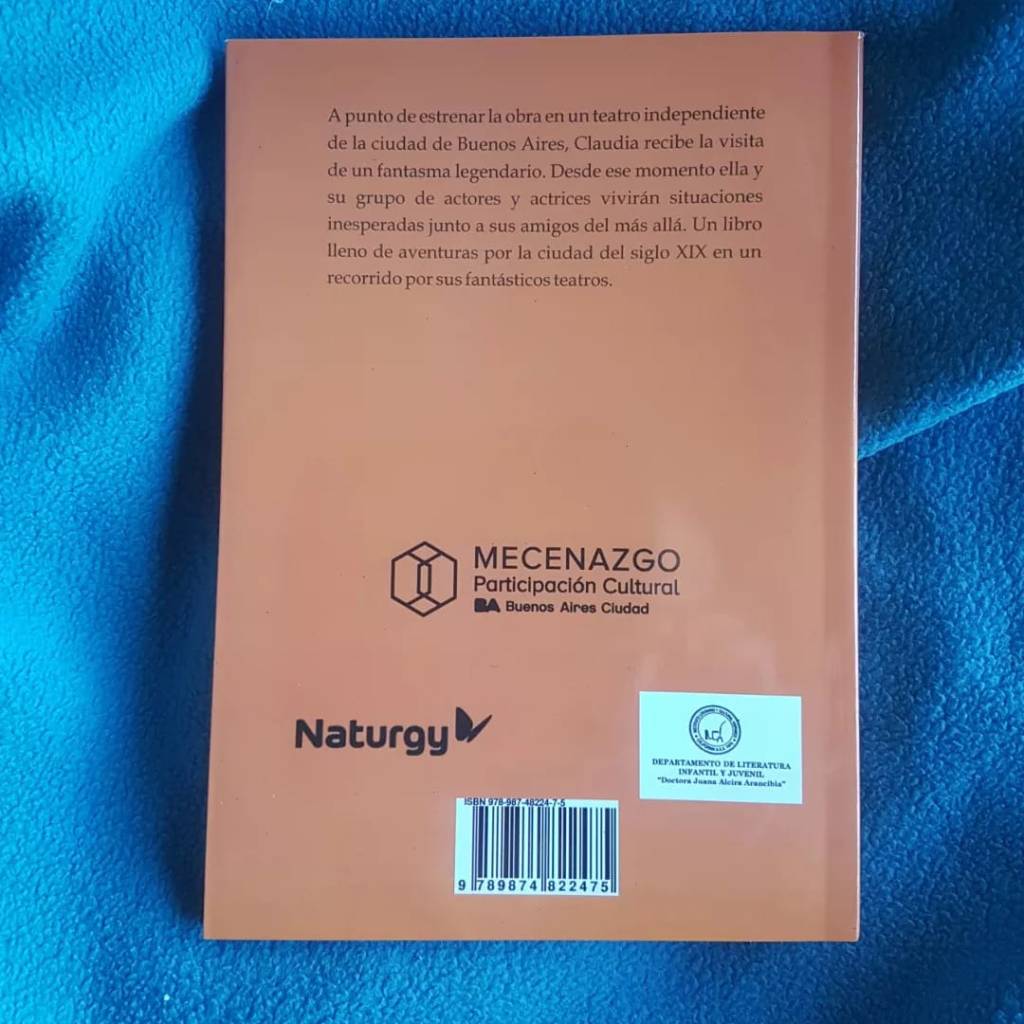 A punto de estrenar la obra en un teatro independiente
de la ciudad de Buenos Aires, Claudia recibe la visita
de un fantasma legendario. Desde ese momento ella y
su grupo de actores y actrices vivirán situaciones
inesperadas junto a sus amigos del más allá. Un libro
lleno de aventuras por la ciudad del siglo XIX en un
recorrido por sus fantásticos teatros.
MECENAZGO
Participación Cultural
BA Buenos Aires Ciudad
Naturgy
DEPARTAMENTO DE LITERATURA
INFANTIL Y JUVENIL
"Doctora Juana Alcira Arancibia"
ISBN 978-987-48224-7-5
9 789874 822475